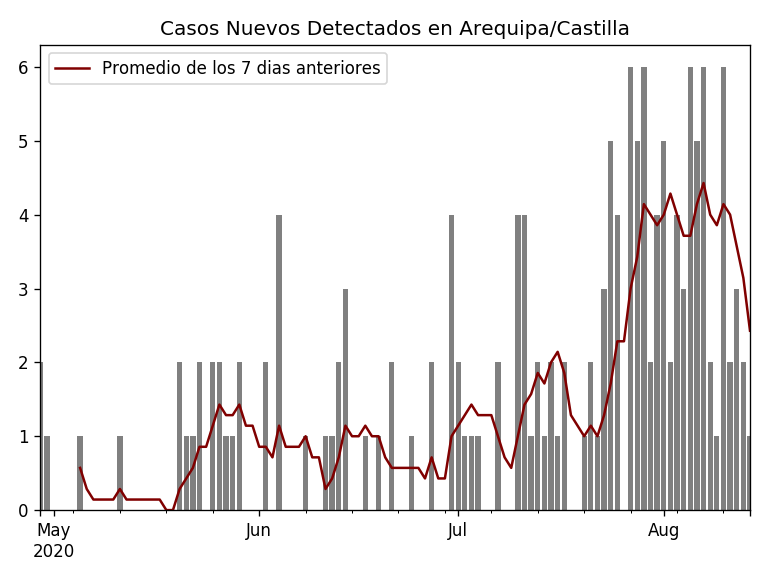 Casos Nuevos Detectados en Arequipa/Castilla
Promedio de los 7 dias anteriores
6
5
4
3
2
1
0
May
2020
Jun
Jul
Aug